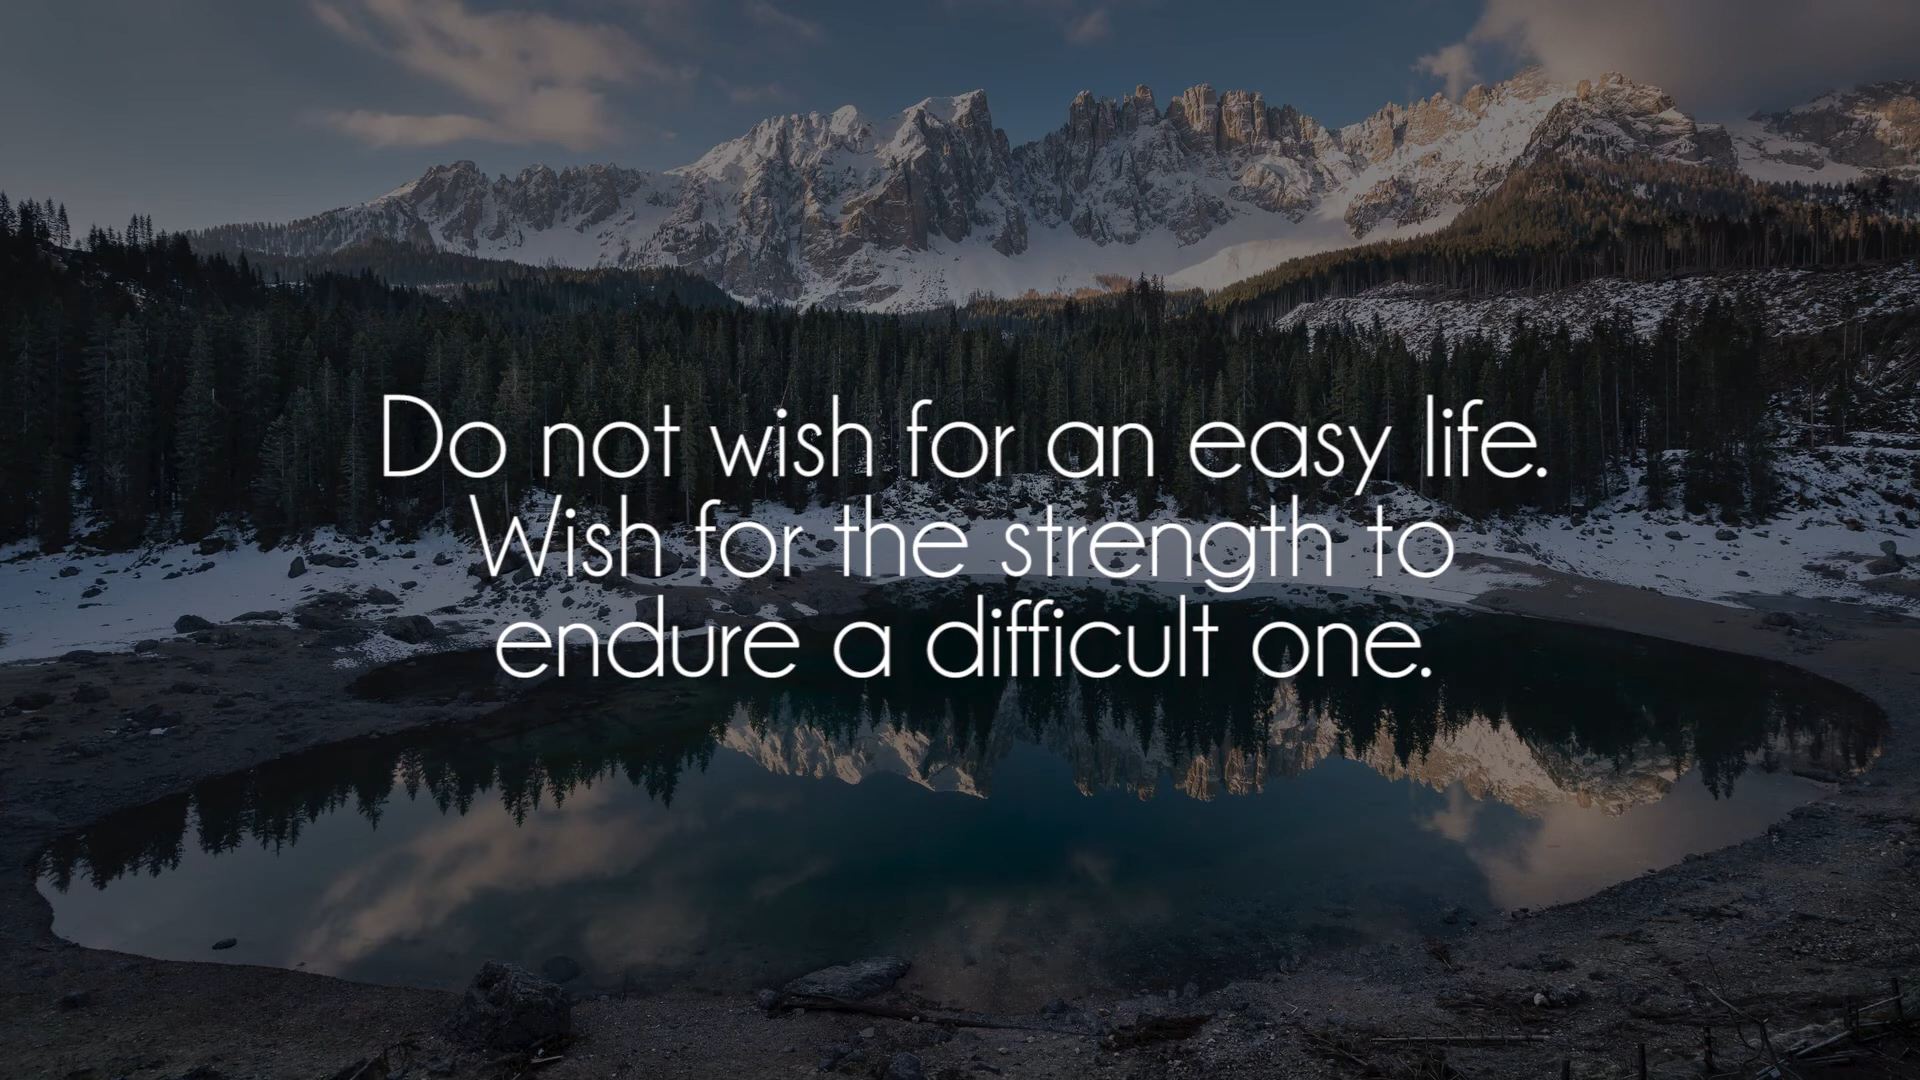 Do not wish for an easy life.
Wish for the strength to
endure a difficult one.